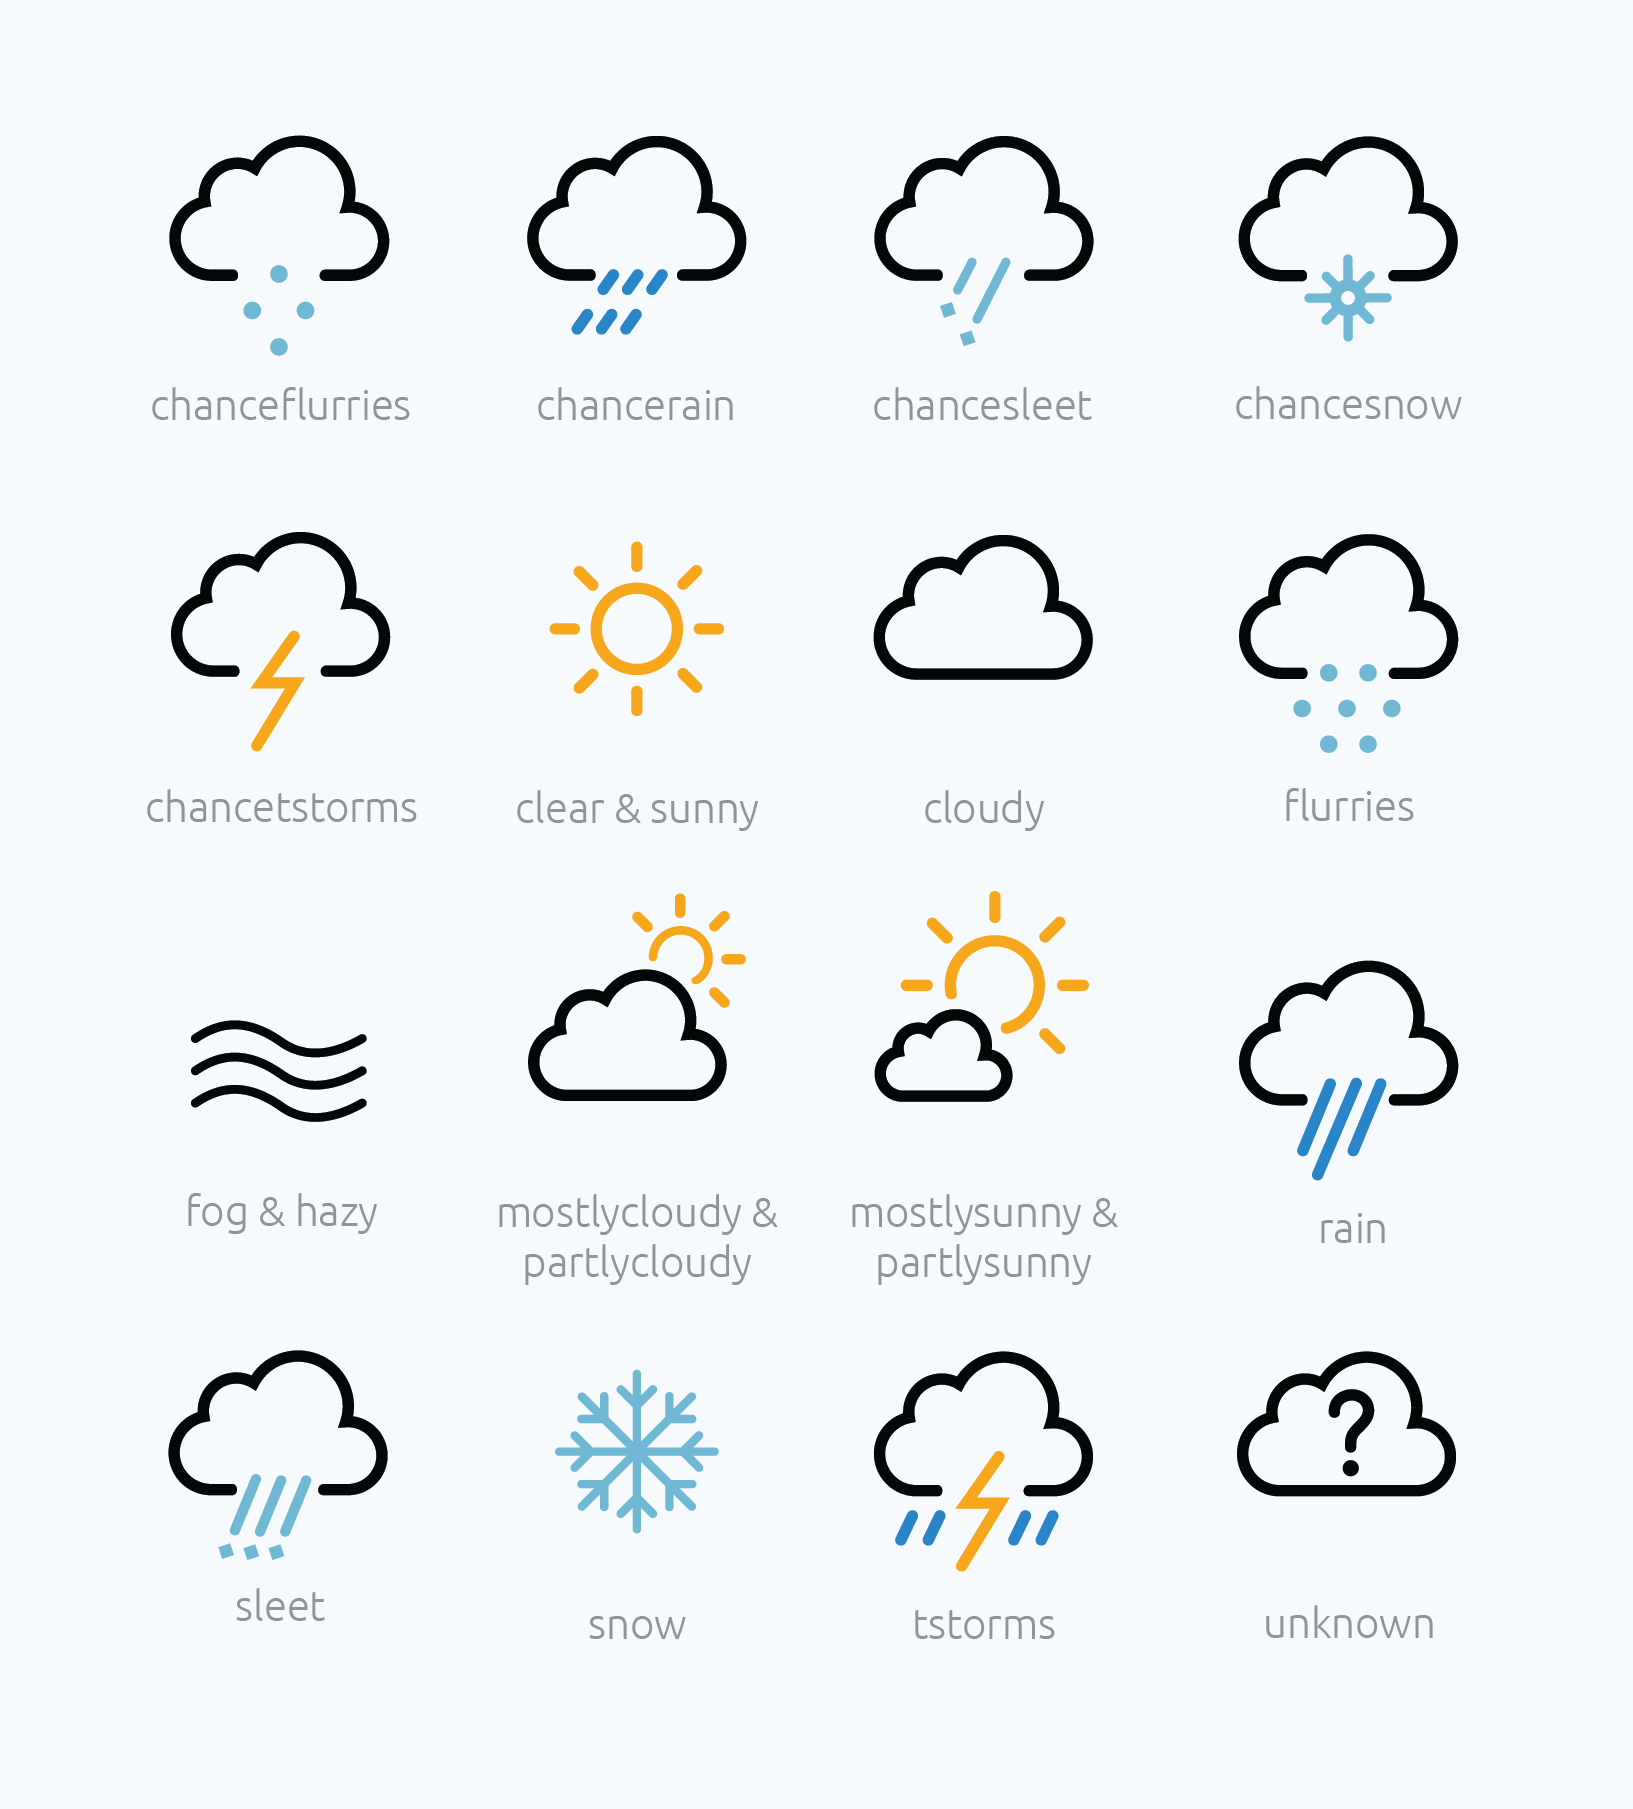 chanceflurries
chancerain
chancesleet
chancesnow
chancetstorms
clear & sunny
cloudy
flurries
fog & hazy
mostlycloudy &
partlycloudy
mostlysunny &
partlysunny
rain
sleet
snow
tstorms
?
unknown